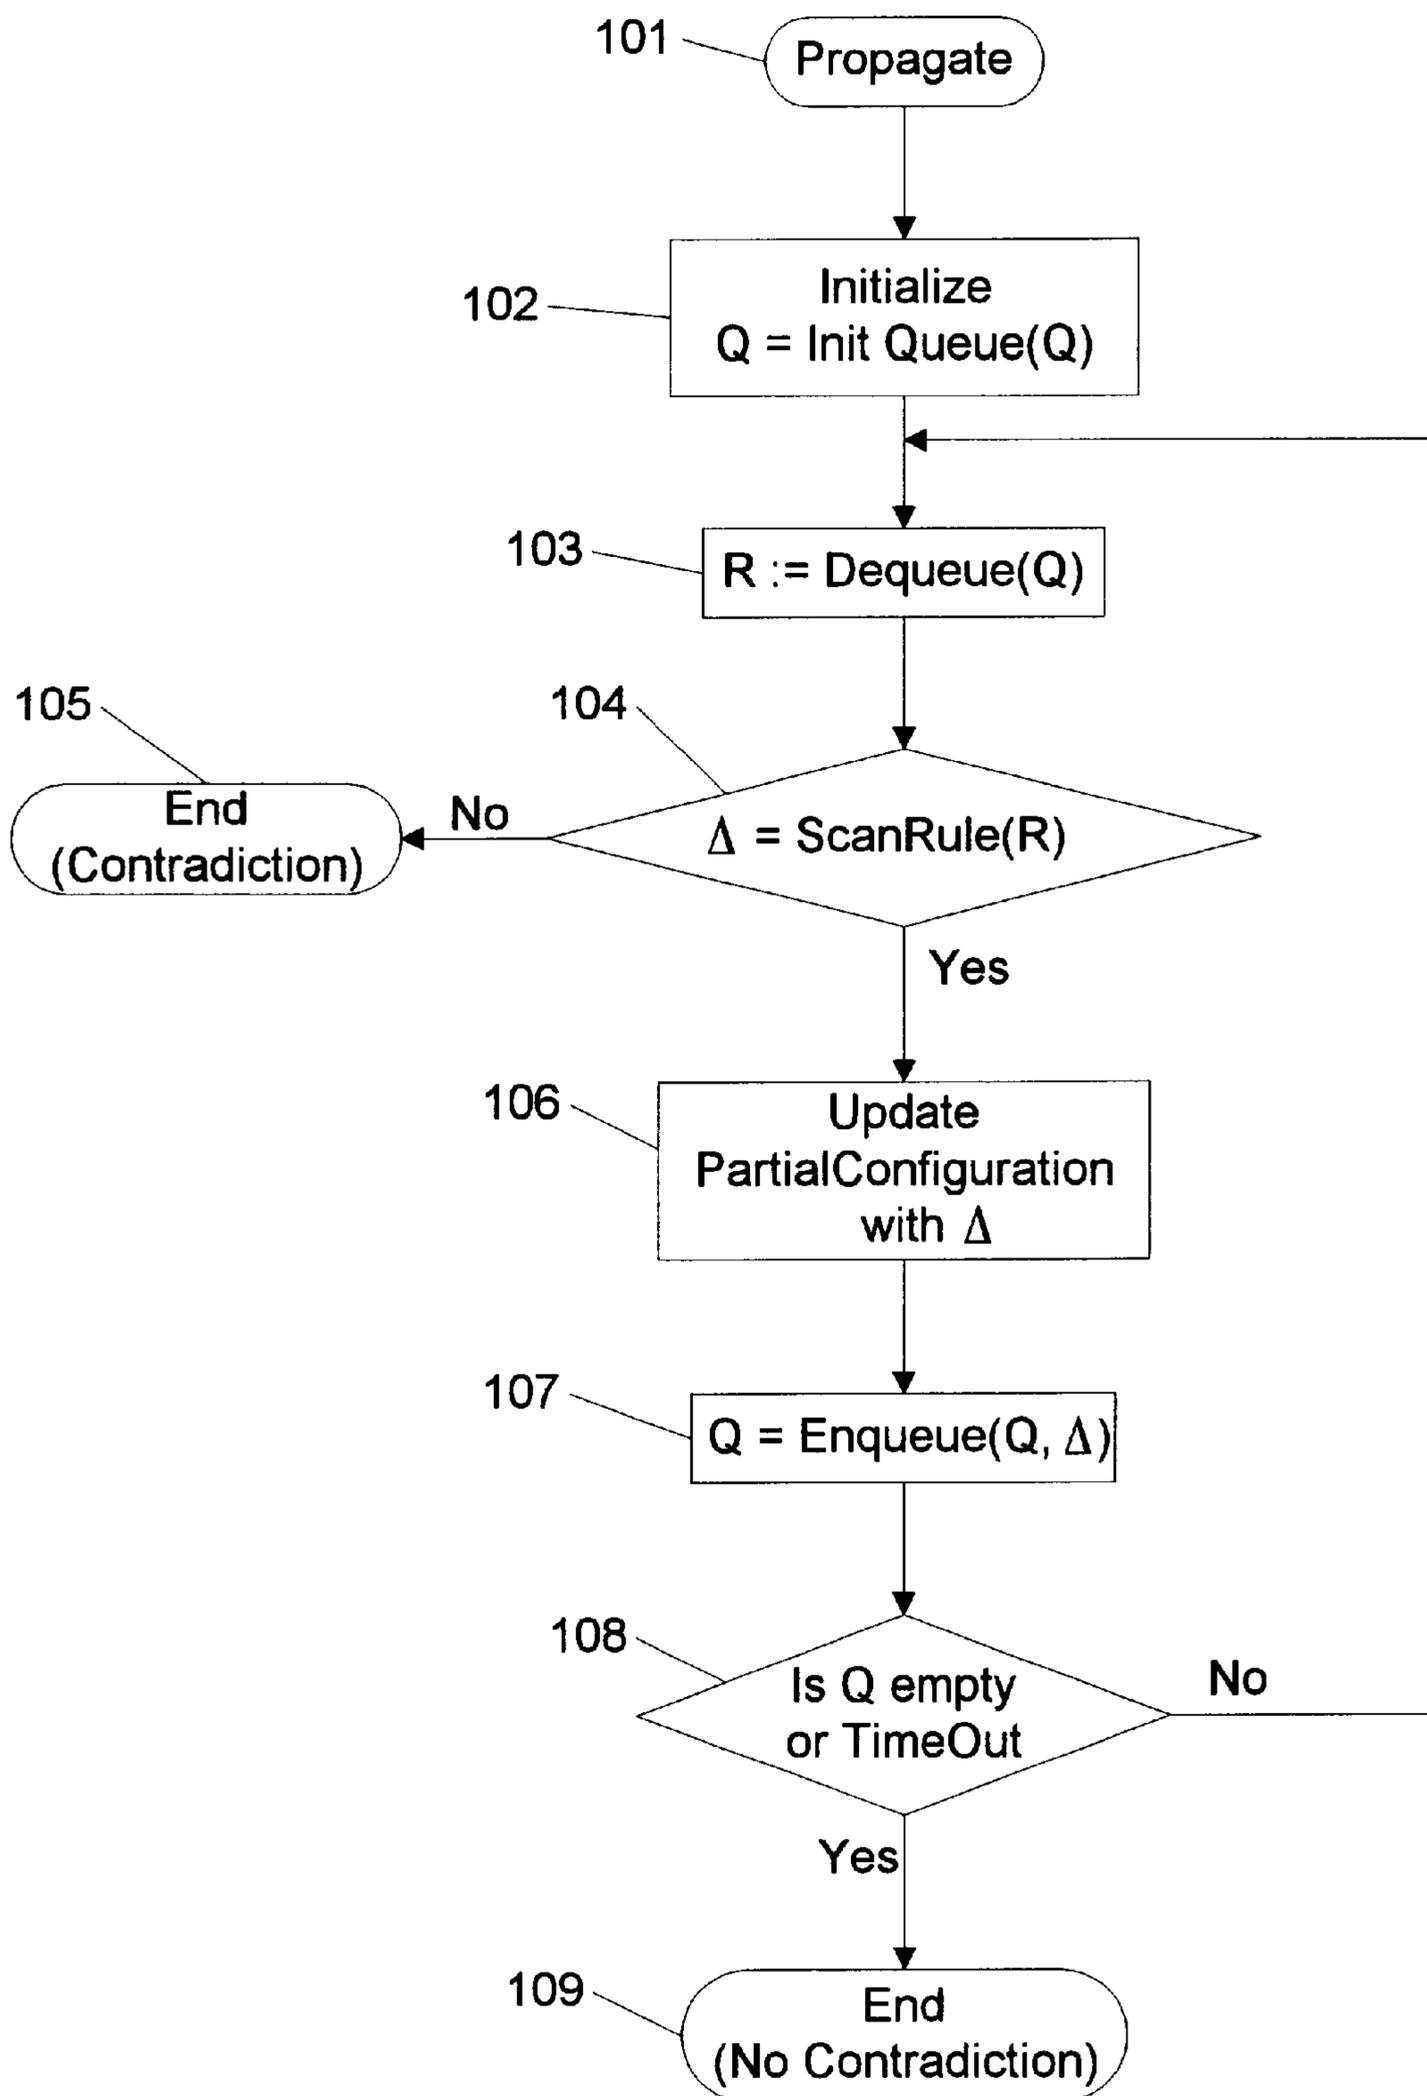 101
Propagate
102
Initialize
Q = Init Queue(Q)
103
R := Dequeue(Q)
105
104
End
(Contradiction)
No
Δ = ScanRule(R)
Yes
106
Update
PartialConfiguration
with Δ
107
Q = Enqueue(Q, Δ)
108
Is Q empty
or TimeOut
No
Yes
109
End
(No Contradiction)